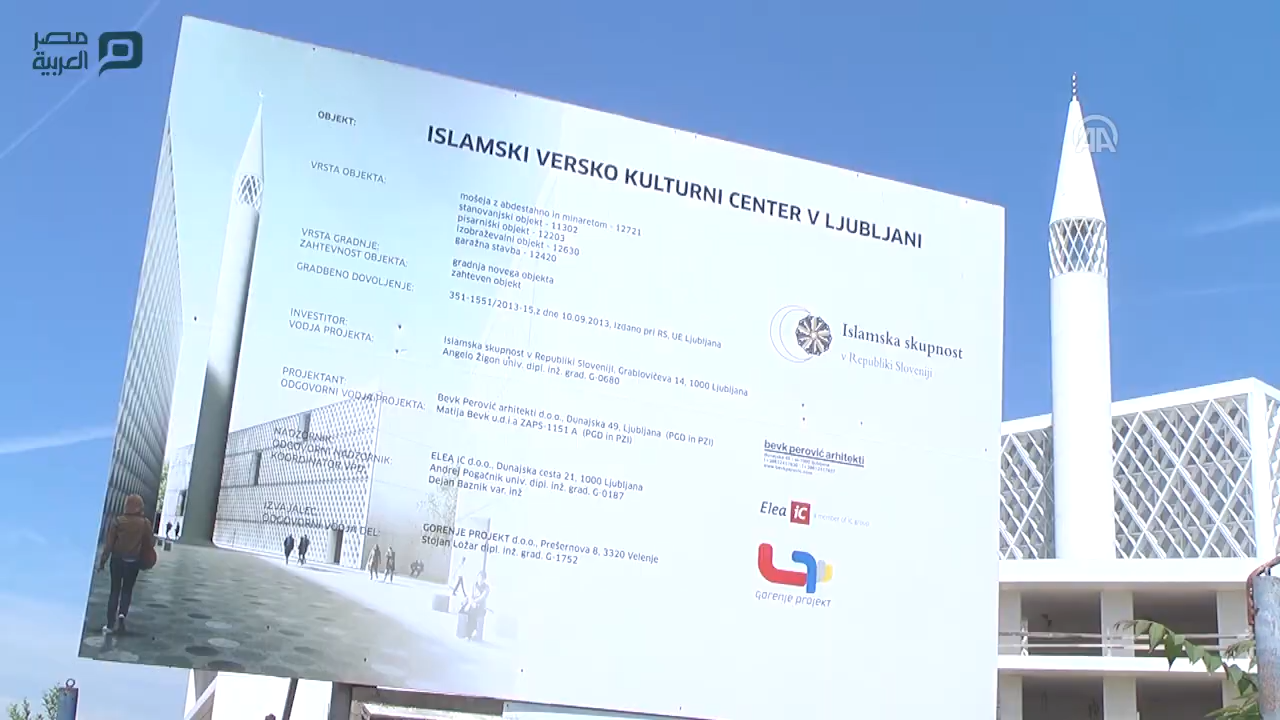 مصر
العربية
AA
OBJEKT:
ISLAMSKI VERSKO KULTURNI CENTER V LJUBLJANI
VRSTA OBJEKTA:
mošeja z abdestahno in minaretom - 12721
stanovanjski objekt - 11302
pisarniški objekt - 12203
izobraževalni objekt - 12630
garažna stavba - 12420
VRSTA GRADNJE:
gradnja novega objekta
ZAHTEVNOST OBJEKTA:
zahteven objekt
GRADBENO DOVOLJENJE:
351-1551/2013-15,z dne 10.09.2013, izdano pri RS, UE Ljubljana
INVESTITOR:
Islamska skupnost v Republiki Sloveniji, Grablovičeva 14, 1000 Ljubljana
VODJA PROJEKTA:
Angelo Žigon univ. dipl. inž. grad. G-0680
PROJEKTANT:
Bevk Perović arhitekti d.o.o., Dunajska 49, Ljubljana (PGD in PZI)
ODGOVORNI VODJA PROJEKTA:
Matija Bevk u.d.i.a ZAPS-1151 A (PGD in PZI)
NADZORNIK:
ELEA iC d.o.o., Dunajska cesta 21, 1000 Ljubljana
ODGOVORNI NADZORNIK:
Andrej Pogačnik univ. dipl. inž. grad. G-0187
KOORDINATOR VPD:
Dejan Baznik var. inž
IZVAJALEC:
GORENJE PROJEKT d.o.o., Prešernova 8, 3320 Velenje
ODGOVORNI VODJA DEL:
Stojan Ložar dipl. inž. grad. G-1752
Islamska skupnost
v Republiki Sloveniji
bevk perović arhitekti
Elea iC a member of iC group
gorenje projekt